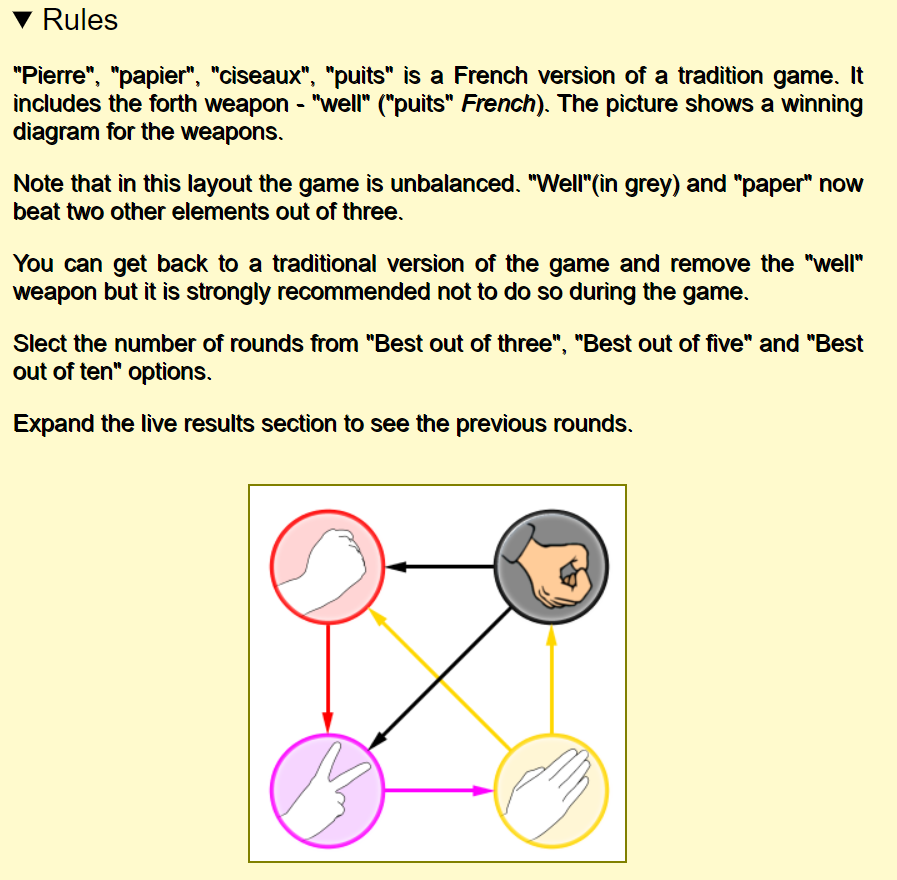 ▼ Rules
"Pierre", "papier", "ciseaux", "puits" is a French version of a tradition game. It
includes the forth weapon - "well" ("puits" French). The picture shows a winning
diagram for the weapons.
Note that in this layout the game is unbalanced. "Well"(in grey) and "paper" now
beat two other elements out of three.
You can get back to a traditional version of the game and remove the "well"
weapon but it is strongly recommended not to do so during the game.
Slect the number of rounds from "Best out of three", "Best out of five" and "Best
out of ten" options.
Expand the live results section to see the previous rounds.